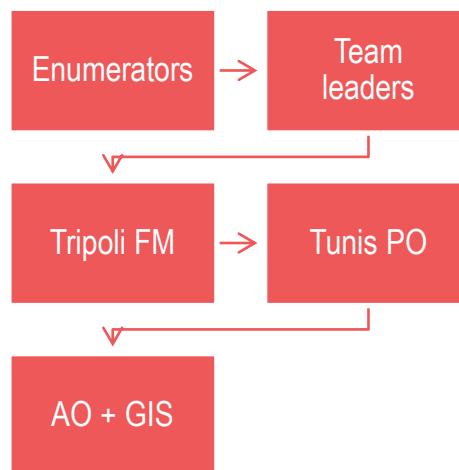 Enumerators
Team
leaders
Tripoli FM
Tunis PO
AO + GIS